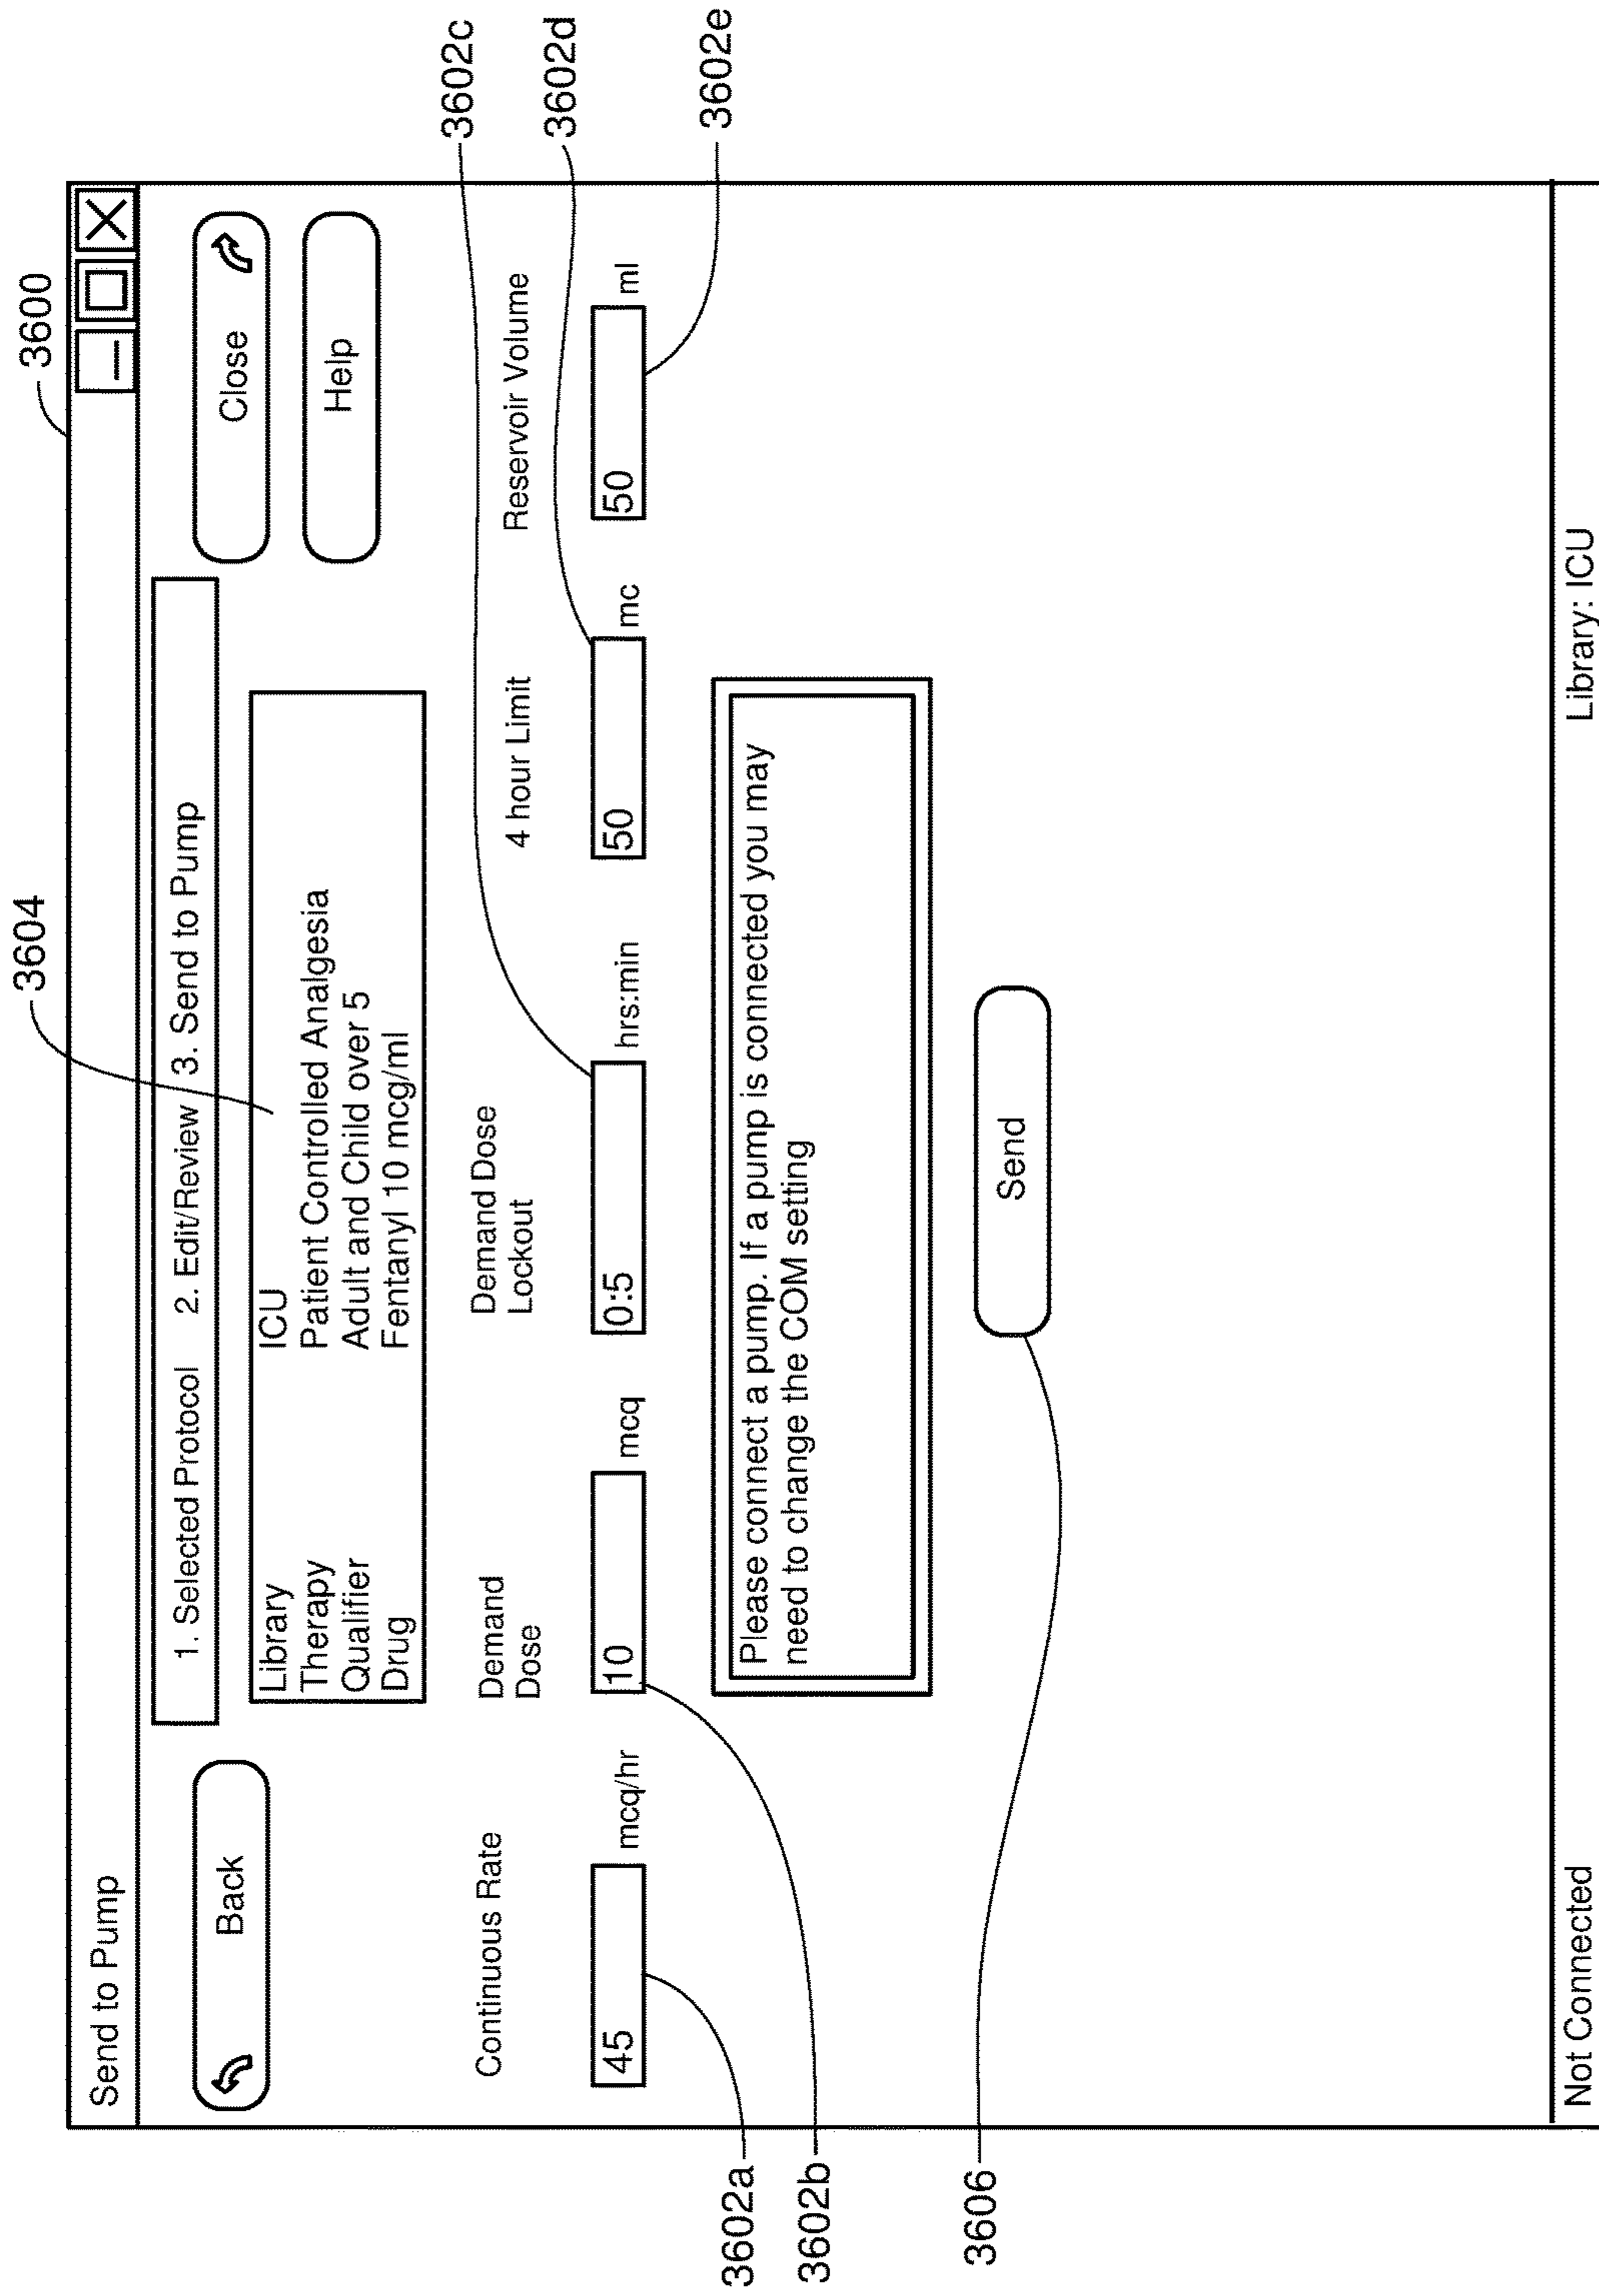 3600
3604
Send to Pump
Back
1. Selected Protocol 2. Edit/Review 3. Send to Pump
Close
Help
Library ICU
Therapy Patient Controlled Analgesia
Qualifier Adult and Child over 5
Drug Fentanyl 10 mcg/ml
3602c
3602d
3602e
Continuous Rate
Demand
Dose
Demand Dose
Lockout
4 hour Limit
Reservoir Volume
45 mcq/hr
10 mcq
0:5 hrs:min
50 mc
50 ml
Please connect a pump. If a pump is connected you may
need to change the COM setting
Send
3602a
3602b
3606
Not Connected
Library: ICU